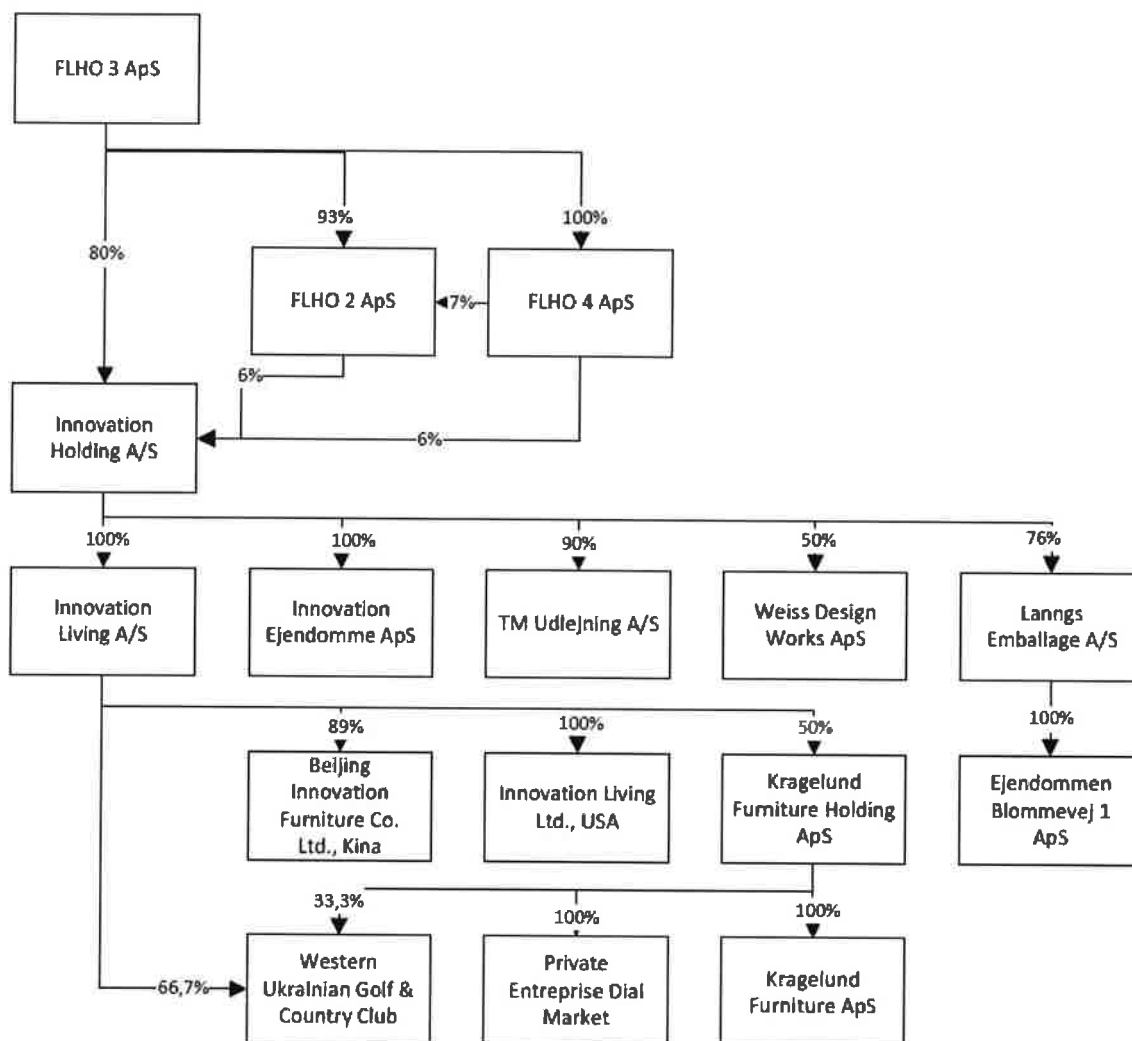 FLHO 3 ApS
93%
100%
80%
FLHO 2 ApS
7%
FLHO 4 ApS
6%
Innovation
Holding A/S
6%
100%
100%
90%
50%
76%
Innovation
Living A/S
Innovation
Ejendomme ApS
TM Udlejning A/S
Weiss Design
Works ApS
Lanngs
Emballage A/S
89%
100%
50%
100%
Beijing
Innovation
Furniture Co.
Ltd., Kina
Innovation Living
Ltd., USA
Kragelund
Furniture Holding
ApS
Ejendommen
Blommevej 1
ApS
33,3%
100%
100%
66,7%
Western
Ukrainian Golf &
Country Club
Private
Entreprise Dial
Market
Kragelund
Furniture ApS